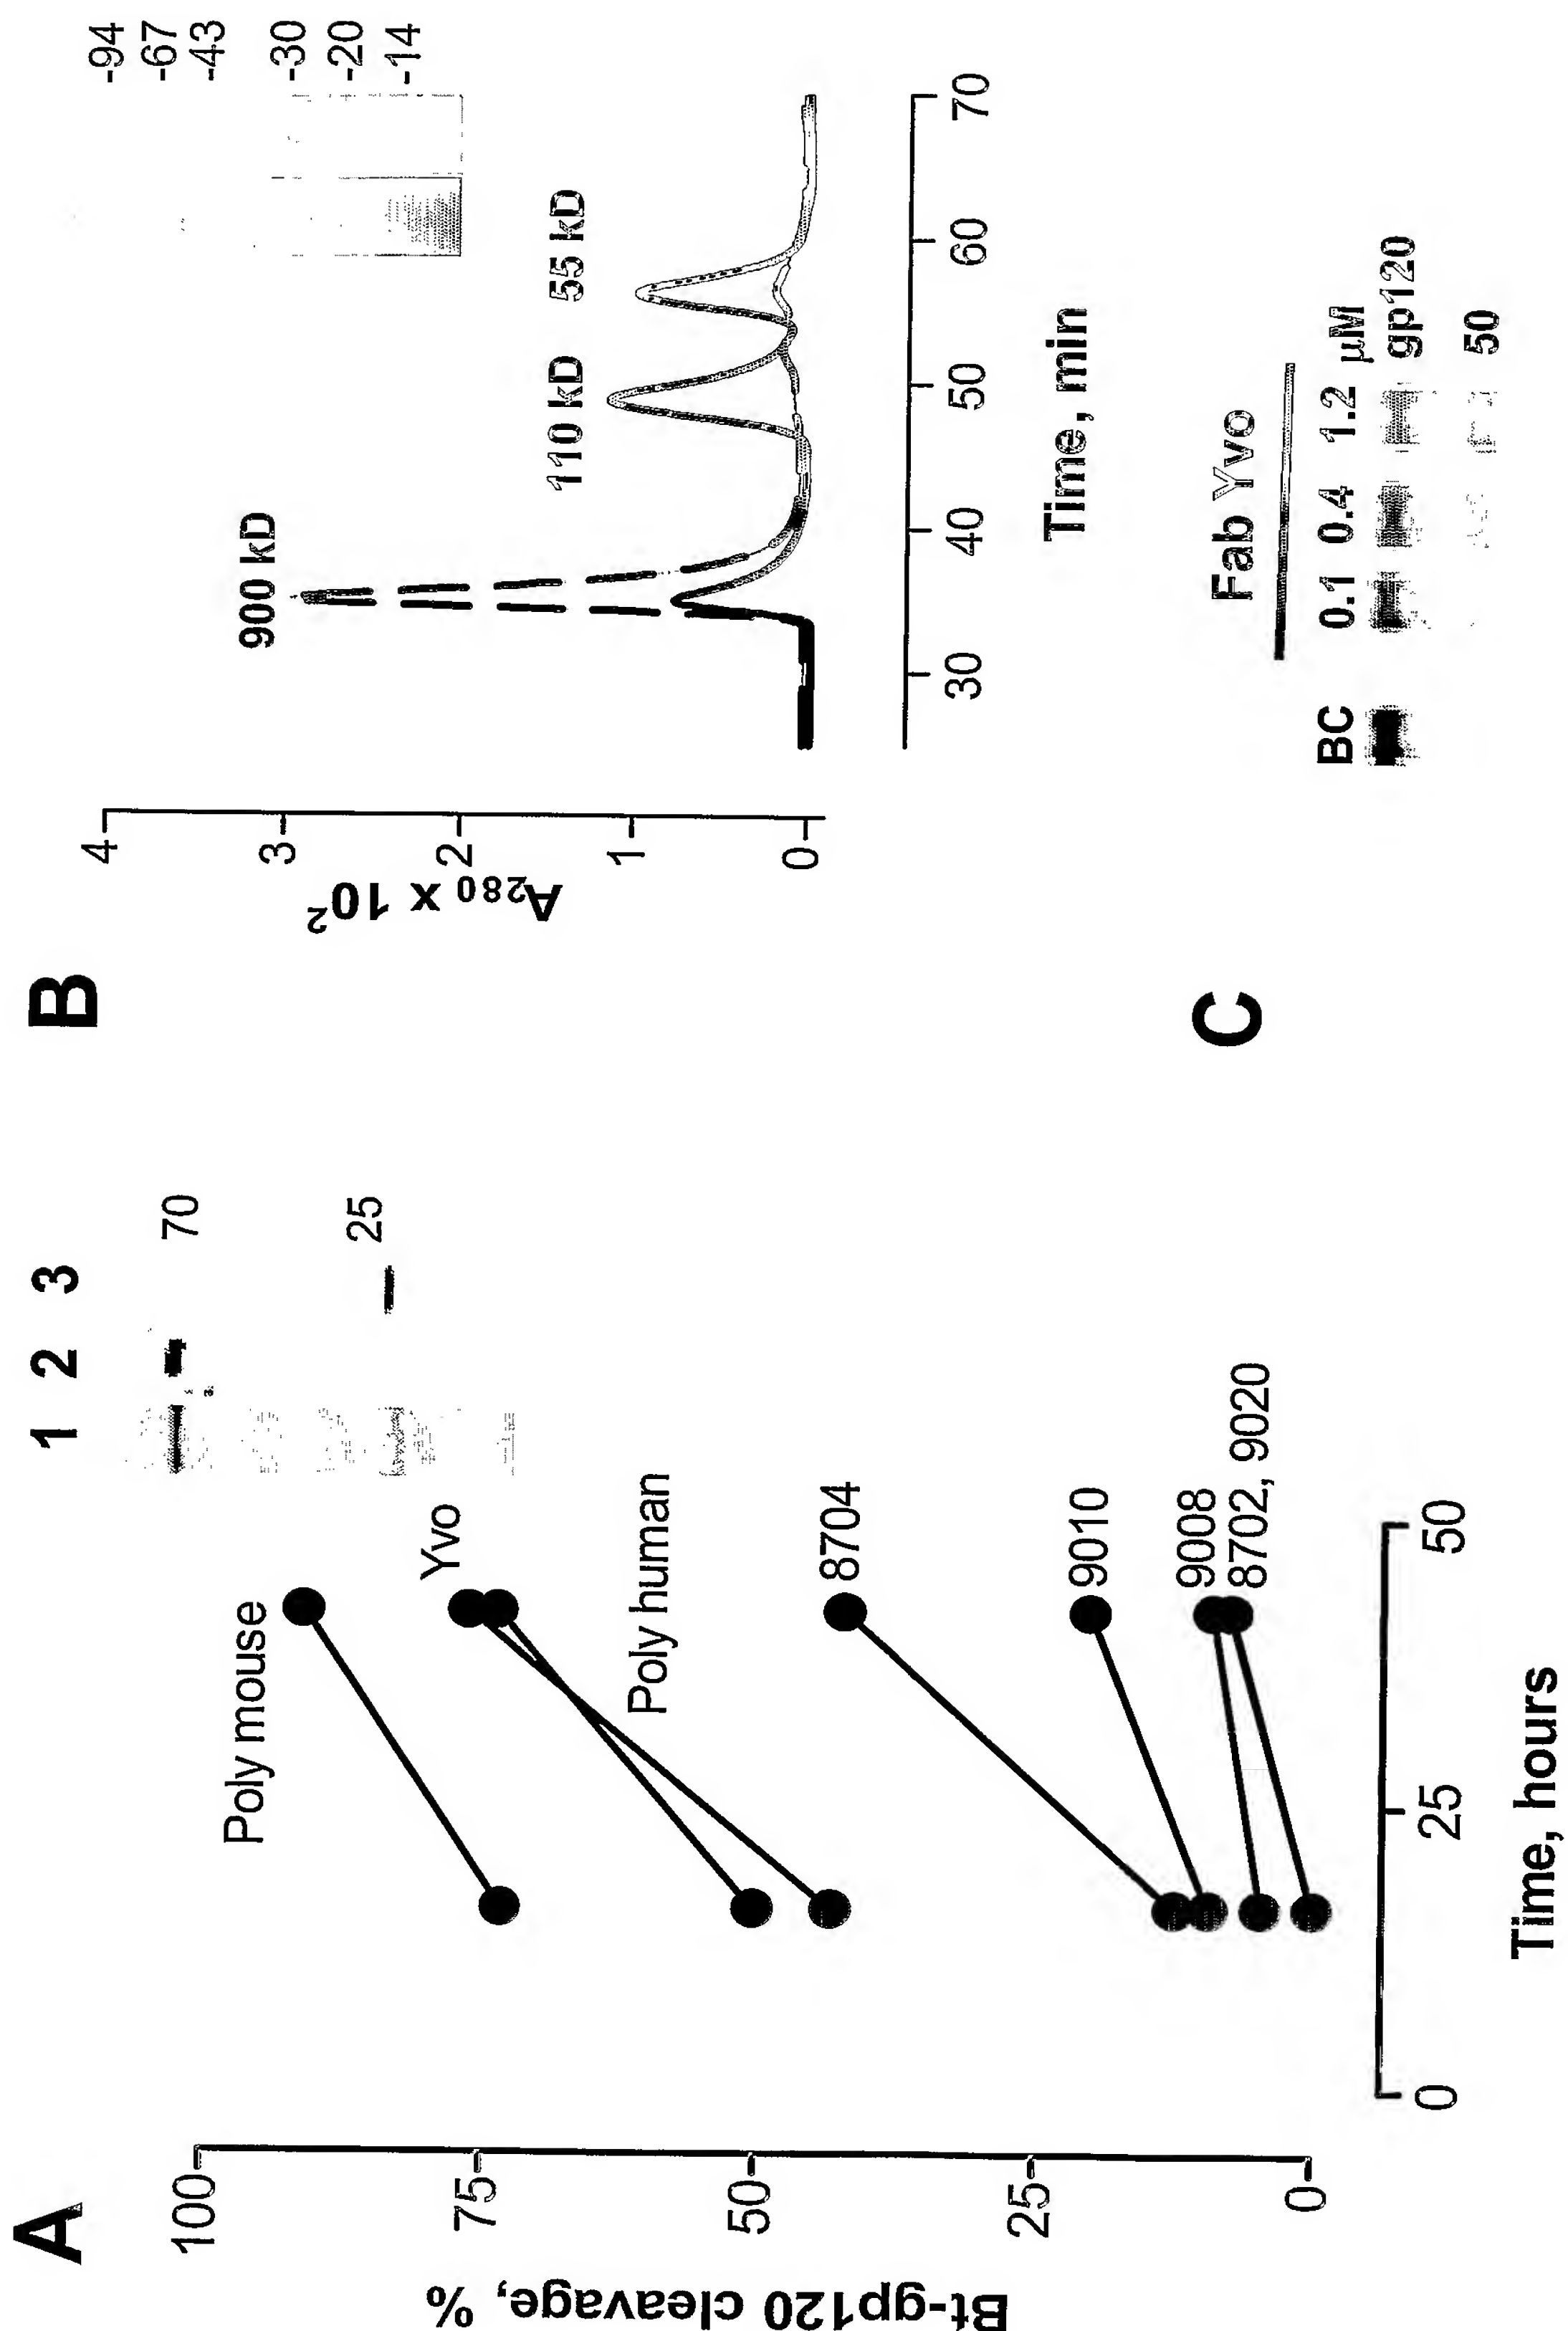 A
Bt-gp120 cleavage, %
100
75
50
25
0
Poly mouse
Yvo
Poly human
8704
9010
9008
8702, 9020
1 2 3
70
25
0 25 50
Time, hours
B
A280 x 10²
4
3
2
1
0
900 kD
110 kD 55 kD
-94
-67
-43
-30
-20
-14
30 40 50 60 70
Time, min
C
Fab Yvo
BC 0.1 0.4 1.2 µM
gp120
50